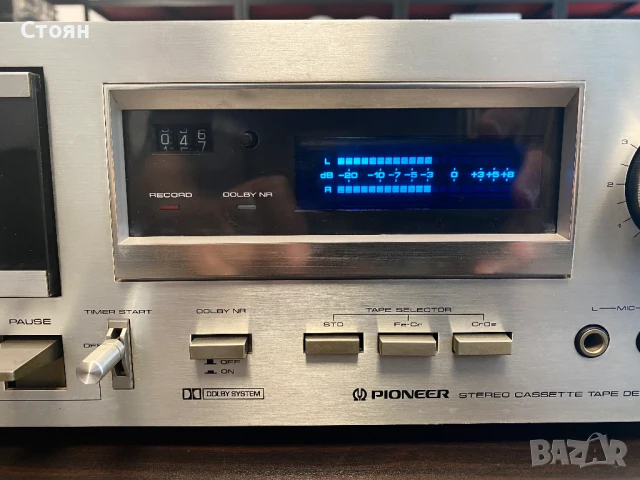 Стоян
0 4 6
7
L
dB -20 -10 -7 -5 -3 0 +3 +5 +8
R
RECORD
DOLBY NR
3
2
1
PAUSE
TIMER START
OFF
DOLBY NR
OFF
ON
DOLBY SYSTEM
TAPE SELECTOR
STD
Fe-Cr
CrO₂
L — MIC
PIONEER STEREO CASSETTE TAPE DE
BAZAR